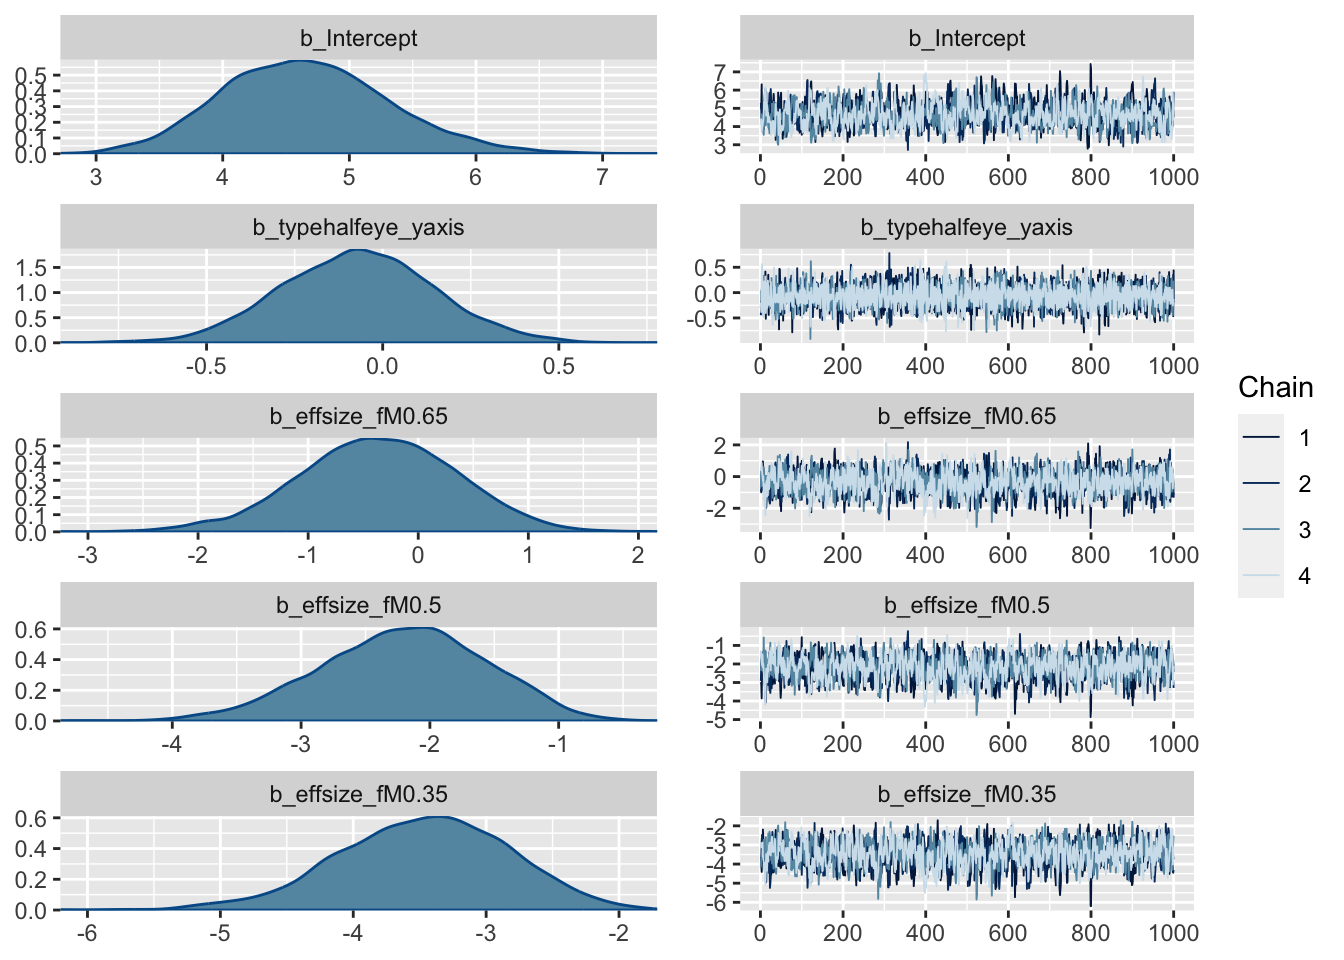 b_Intercept
0.5
0.4
0.3
0.2
0.1
0.0
3 4 5 6 7
b_Intercept
7
6
5
4
3
0 200 400 600 800 1000
b_typehalfeye_yaxis
1.5
1.0
0.5
0.0
-0.5 0.0 0.5
b_typehalfeye_yaxis
0.5
0.0
-0.5
0 200 400 600 800 1000
b_effsize_fM0.65
0.5
0.4
0.3
0.2
0.1
0.0
-3 -2 -1 0 1 2
b_effsize_fM0.65
2
0
-2
0 200 400 600 800 1000
b_effsize_fM0.5
0.6
0.4
0.2
0.0
-4 -3 -2 -1
b_effsize_fM0.5
-1
-2
-3
-4
-5
0 200 400 600 800 1000
b_effsize_fM0.35
0.6
0.4
0.2
0.0
-6 -5 -4 -3 -2
b_effsize_fM0.35
-2
-3
-4
-5
-6
0 200 400 600 800 1000
Chain
1
2
3
4